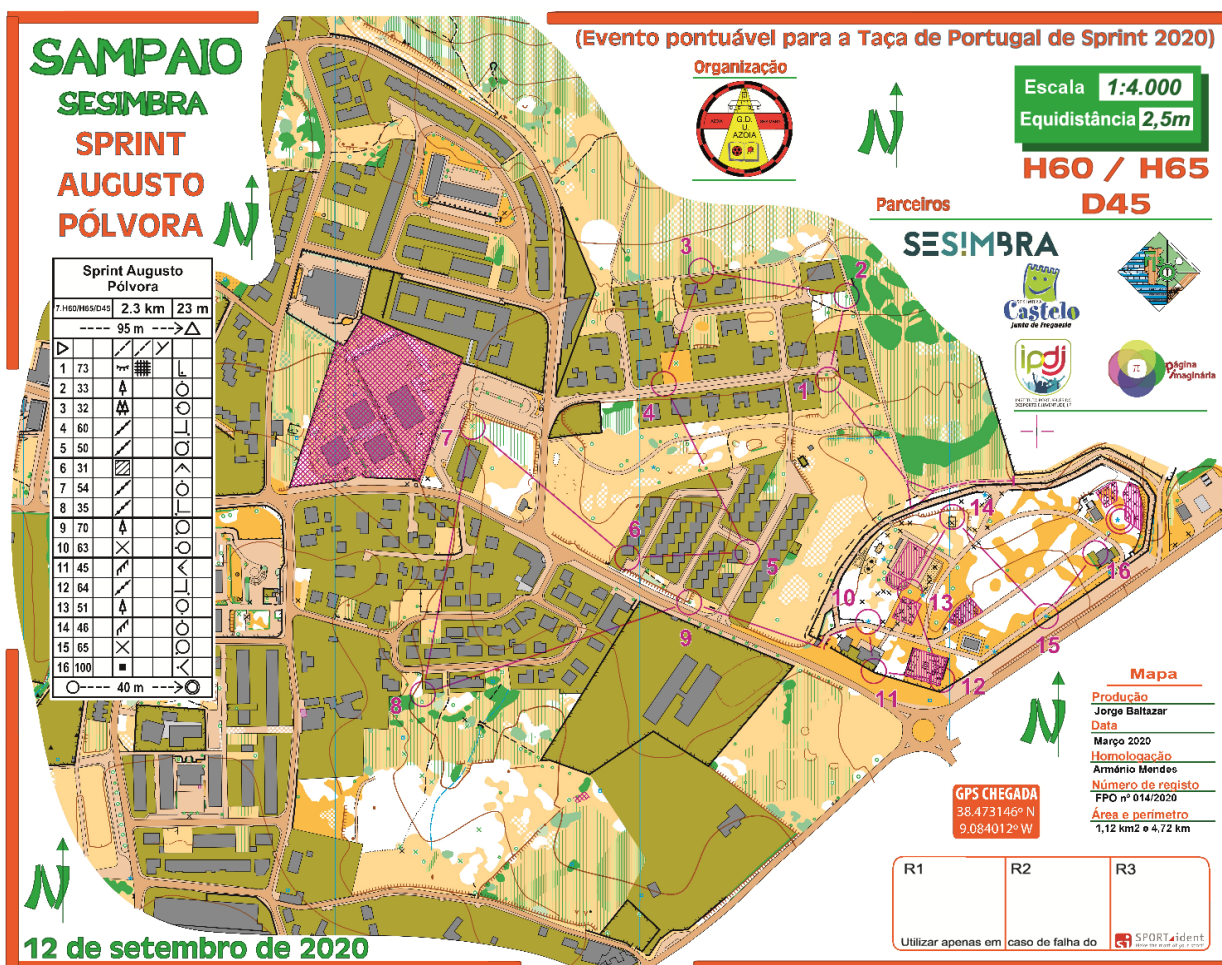 SAMPAIO
SESIMBRA
SPRINT
AUGUSTO
PÓLVORA
(Evento pontuável para a Taça de Portugal de Sprint 2020)
Organização
G.D.
U.
AZOIA
Escala 1:4.000
Equidistância 2,5m
H60 / H65
D45
Parceiros
SES!MBRA
Castelo
Junta de Freguesia
ipdj
Página
Imaginária
Sprint Augusto
Pólvora
7.H60/H65/D45 2.3 km 23 m
95 m
1 73
2 33
3 32
4 60
5 50
6 31
7 54
8 35
9 70
10 63
11 45
12 64
13 51
14 46
15 65
16 100
40 m
3
2
1
4
7
6
5
14
16
10
13
15
9
11
12
8
N
N
N
N
Mapa
Produção
Jorge Baltazar
Data
Março 2020
Homologação
Arménio Mendes
Número de registo
FPO nº 014/2020
Área e perímetro
1,12 km2 e 4,72 km
GPS CHEGADA
38.473146º N
9.084012º W
R1 R2 R3
Utilizar apenas em caso de falha do SPORTident
12 de setembro de 2020